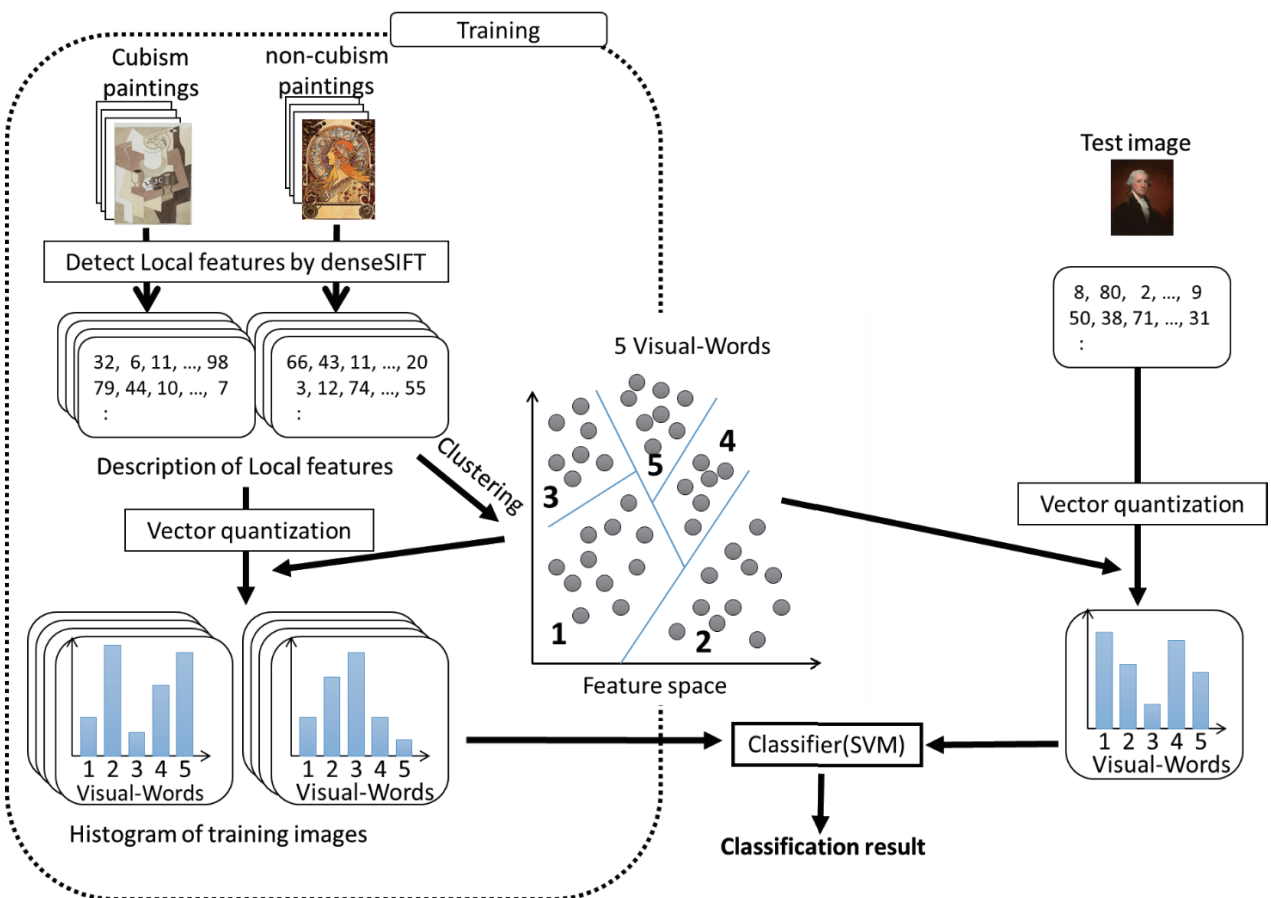 Training
Cubism
paintings
non-cubism
paintings
Detect Local features by denseSIFT
32, 6, 11, ..., 98
79, 44, 10, ..., 7
:
66, 43, 11, ..., 20
3, 12, 74, ..., 55
:
Description of Local features
Clustering
Vector quantization
1 2 3 4 5
Visual-Words
1 2 3 4 5
Visual-Words
Histogram of training images
5 Visual-Words
3
5
4
1
2
Feature space
Test image
8, 80, 2, ..., 9
50, 38, 71, ..., 31
:
Vector quantization
1 2 3 4 5
Visual-Words
Classifier(SVM)
Classification result